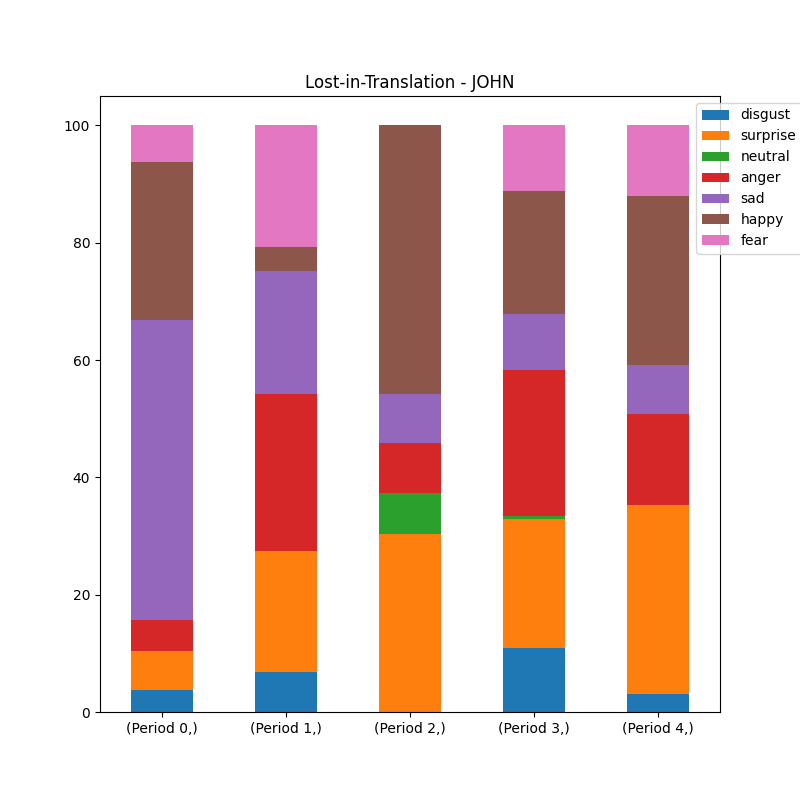 Lost-in-Translation - JOHN
100
80
60
40
20
0
(Period 0,)
(Period 1,)
(Period 2,)
(Period 3,)
(Period 4,)
disgust
surprise
neutral
anger
sad
happy
fear